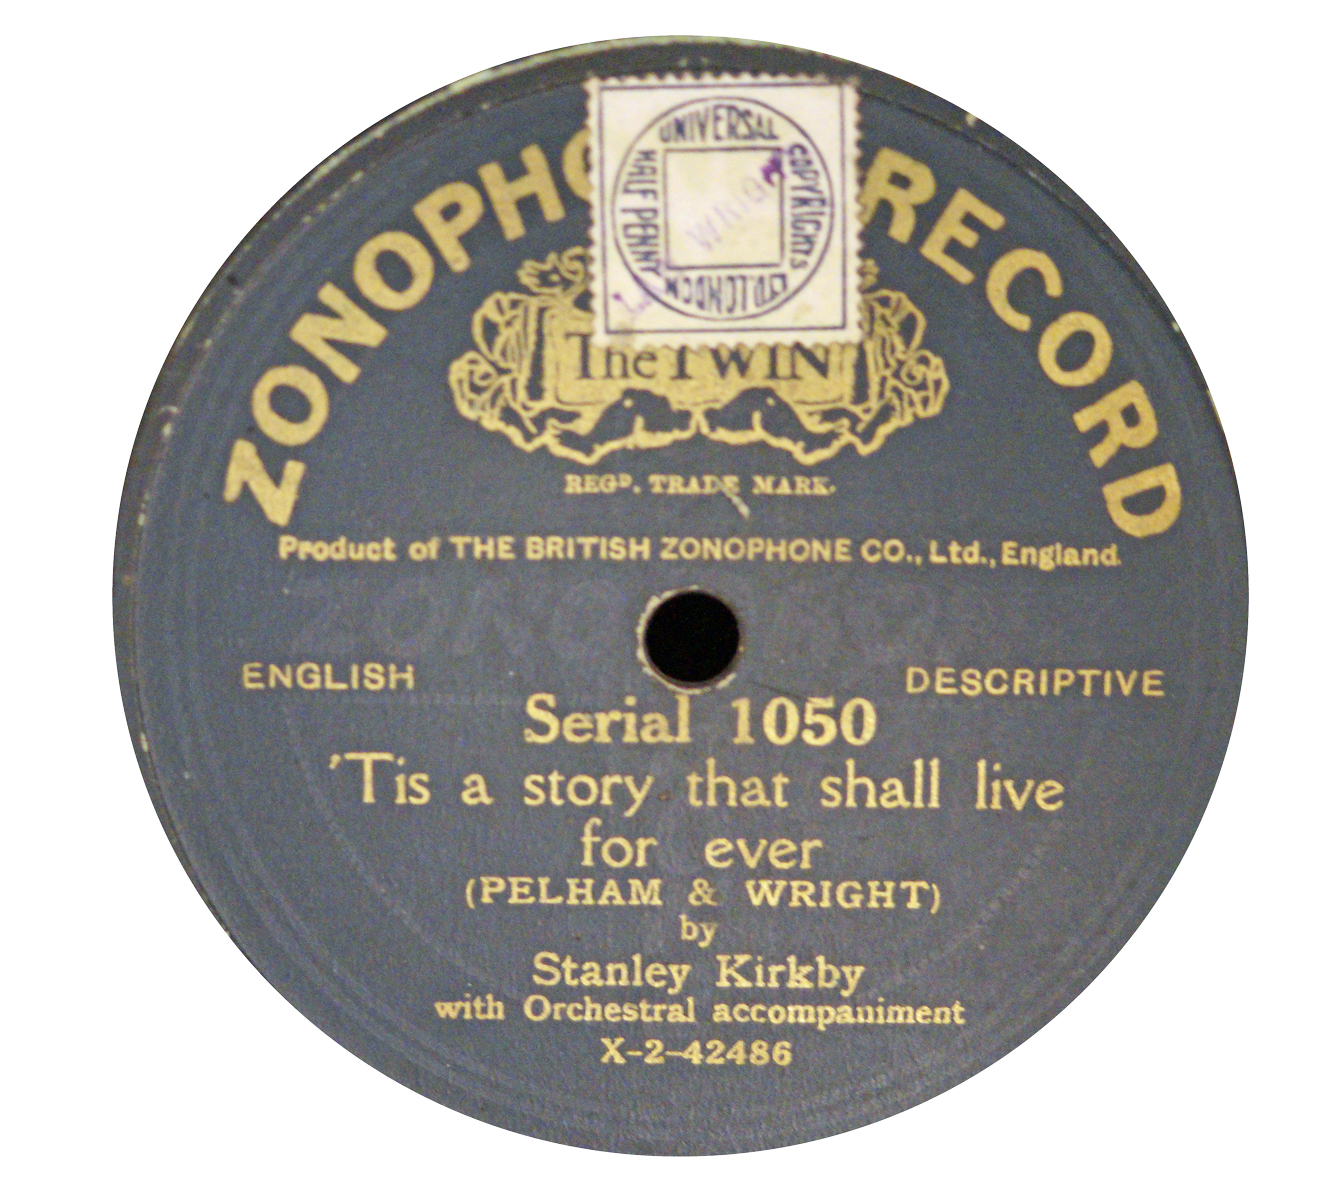 ZONOPHO RECORD
UNIVERSAL
COPYRIGHTS
LTD. LONDON
HALF PENNY
The TWIN
REGD. TRADE MARK.
Product of THE BRITISH ZONOPHONE CO., Ltd., England.
ENGLISH
DESCRIPTIVE
Serial 1050
'Tis a story that shall live
for ever
(PELHAM & WRIGHT)
by
Stanley Kirkby
with Orchestral accompaniment
X-2-42486